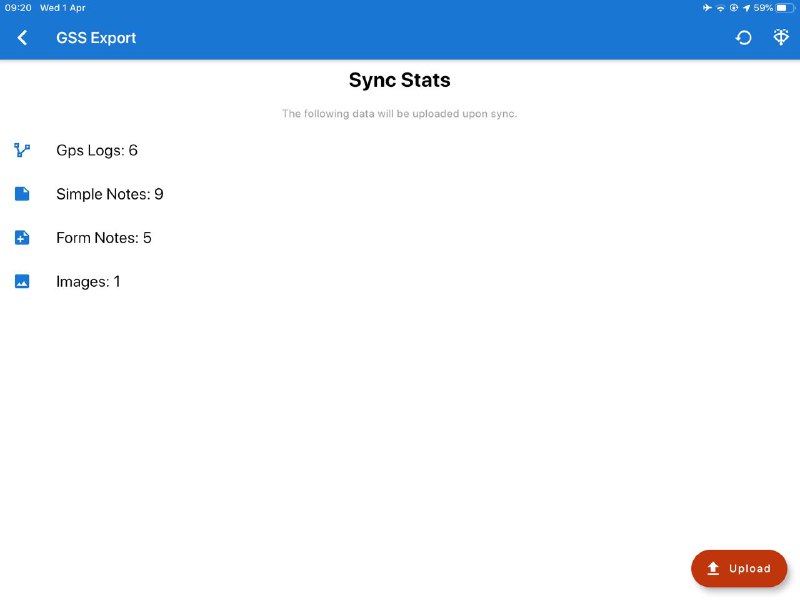 09:20 Wed 1 Apr
59%
GSS Export
Sync Stats
The following data will be uploaded upon sync.
Gps Logs: 6
Simple Notes: 9
Form Notes: 5
Images: 1
Upload